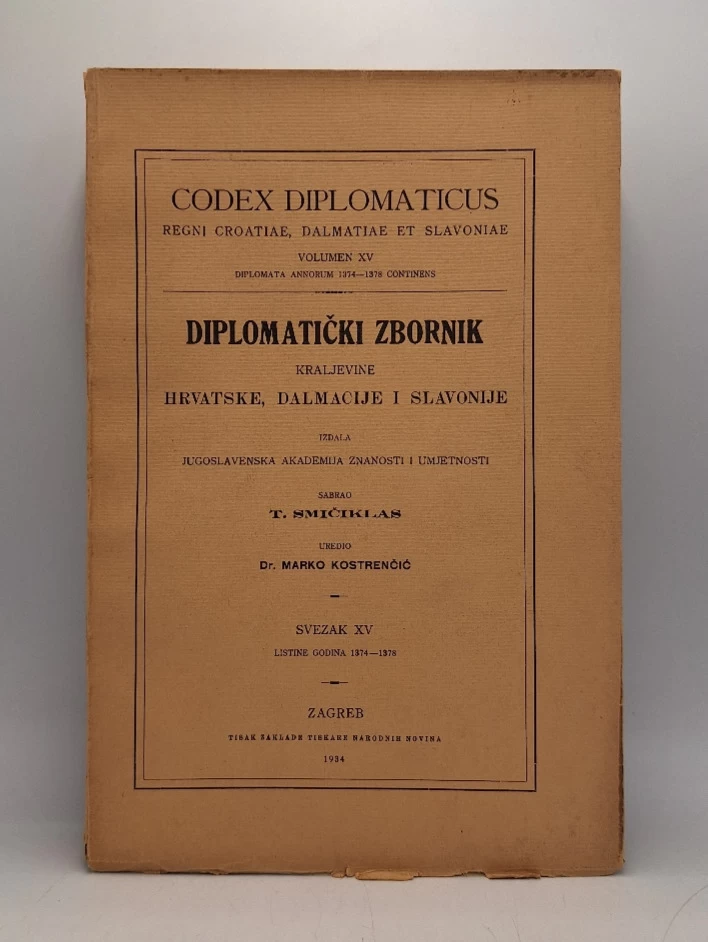 CODEX DIPLOMATICUS
REGNI CROATIAE, DALMATIAE ET SLAVONIAE
VOLUMEN XV
DIPLOMATA ANNORUM 1374—1378 CONTINENS
DIPLOMATIČKI ZBORNIK
KRALJEVINE
HRVATSKE, DALMACIJE I SLAVONIJE
IZDALA
JUGOSLAVENSKA AKADEMIJA ZNANOSTI I UMJETNOSTI
SABRAO
T. SMIČIKLAS
UREDIO
Dr. MARKO KOSTRENČIĆ
SVEZAK XV
LISTINE GODINA 1374—1378
ZAGREB
TISAK ZAKLADE TISKARE NARODNIH NOVINA
1934